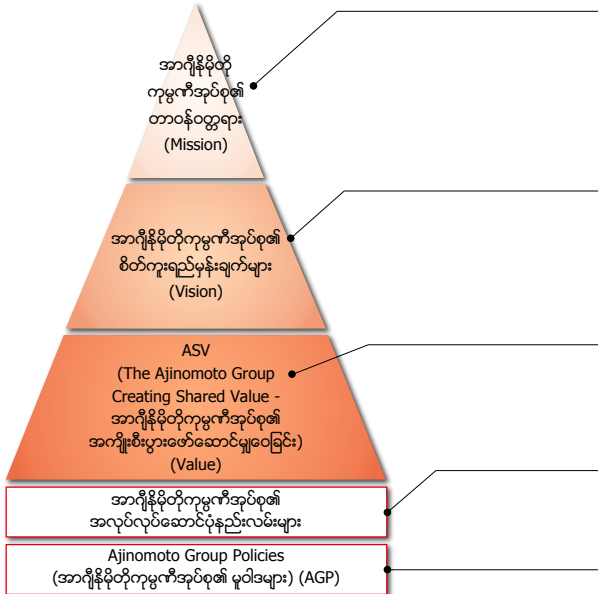 အာဂျီနိမိုတို
ကုမ္ပဏီအုပ်စု၏
တာဝန်ဝတ္တရား
(Mission)
အာဂျီနိမိုတိုကုမ္ပဏီအုပ်စု၏
စိတ်ကူးရည်မှန်းချက်များ
(Vision)
ASV
(The Ajinomoto Group
Creating Shared Value -
အာဂျီနိမိုတိုကုမ္ပဏီအုပ်စု၏
အကျိုးစီးပွားဖော်ဆောင်မျှဝေခြင်း)
(Value)
အာဂျီနိမိုတိုကုမ္ပဏီအုပ်စု၏
အလုပ်လုပ်ဆောင်ပုံနည်းလမ်းများ
Ajinomoto Group Policies
(အာဂျီနိမိုတိုကုမ္ပဏီအုပ်စု၏ မူဝါဒများ) (AGP)